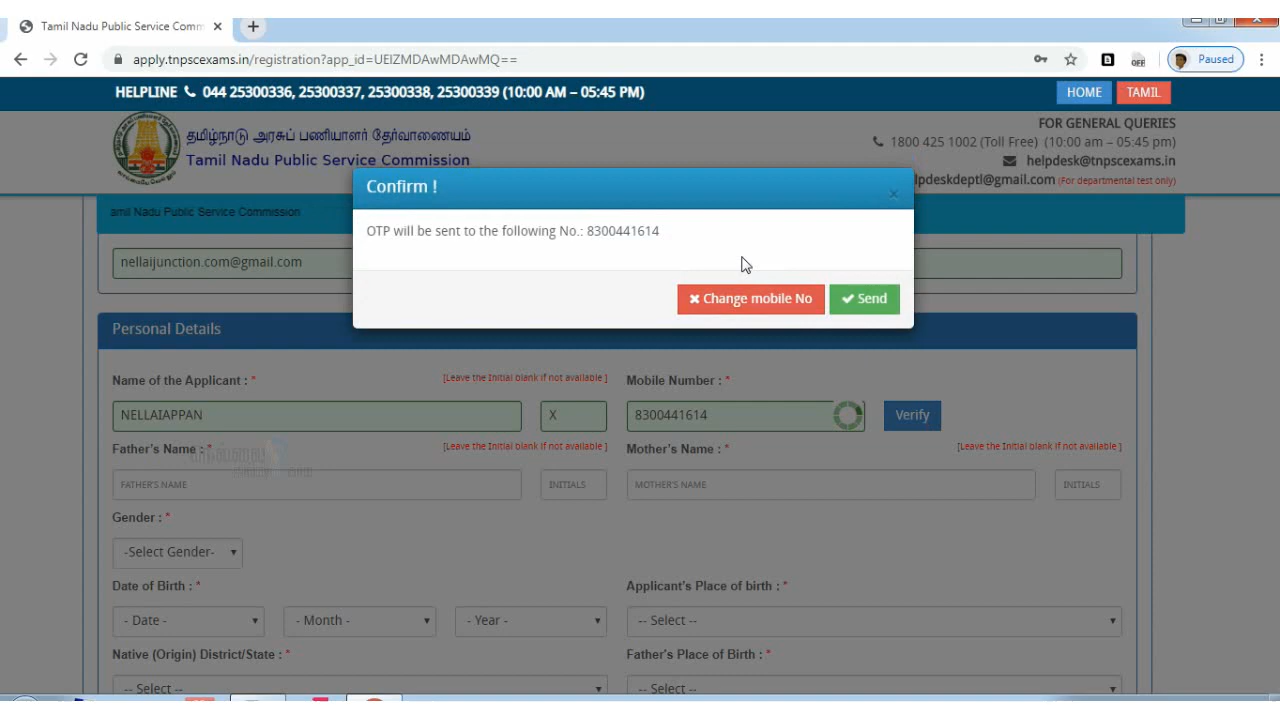 Tamil Nadu Public Service Comm
apply.tnpscexams.in/registration?app_id=UEIZMDAwMDAwMQ==
OFF
Paused
HELPLINE 044 25300336, 25300337, 25300338, 25300339 (10:00 AM – 05:45 PM)
HOME
TAMIL
தமிழ்நாடு அரசுப் பணியாளர் தேர்வாணையம்
Tamil Nadu Public Service Commission
FOR GENERAL QUERIES
1800 425 1002 (Toll Free) (10:00 am – 05:45 pm)
helpdesk@tnpscexams.in
lpdeskdeptl@gmail.com (For departmental test only)
Confirm !
×
amil Nadu Public Service Commission
OTP will be sent to the following No.: 8300441614
nellaijunction.com@gmail.com
Change mobile No
Send
Personal Details
Name of the Applicant : *
[Leave the Initial blank if not available ]
Mobile Number : *
NELLAIAPPAN
X
8300441614
Verify
Father's Name : *
[Leave the Initial blank if not available ]
Mother's Name : *
[Leave the Initial blank if not available ]
FATHER'S NAME
INITIALS
MOTHER'S NAME
INITIALS
Gender : *
-Select Gender-
Date of Birth : *
Applicant's Place of birth : *
- Date -
- Month -
- Year -
-- Select --
Native (Origin) District/State : *
Father's Place of Birth : *
-- Select --
-- Select --